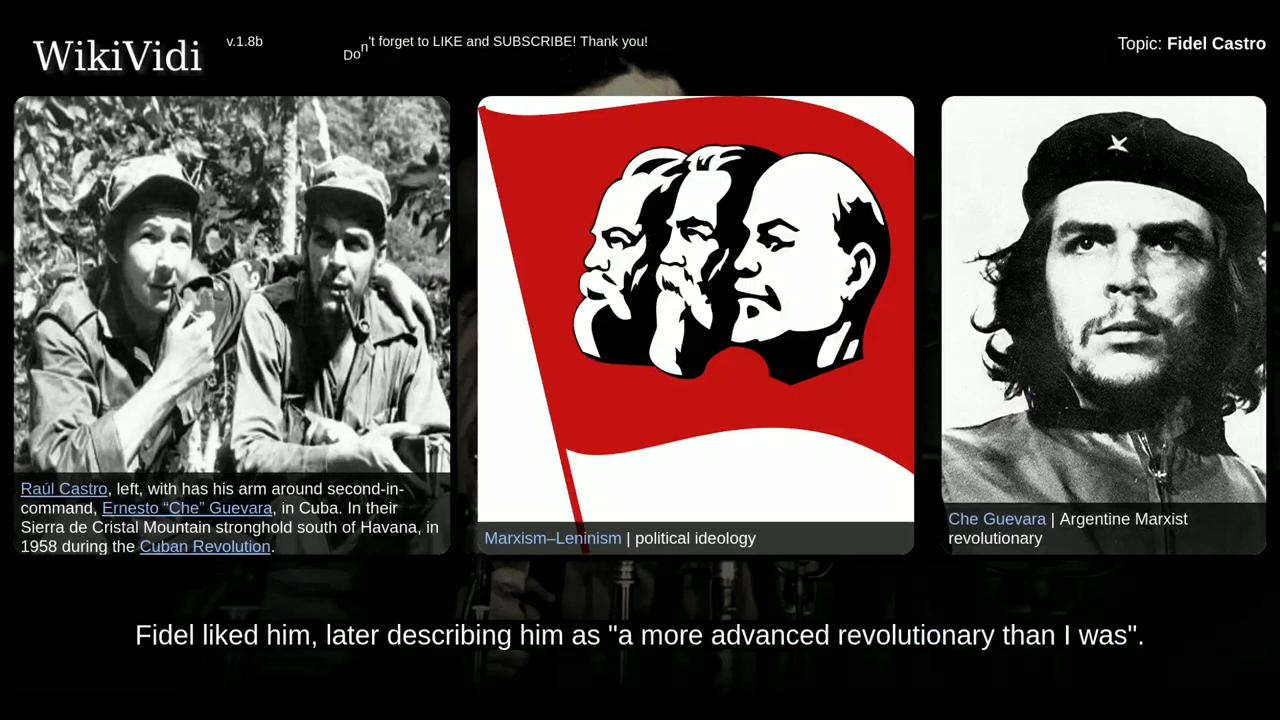 WikiVidi
v.1.8b
Don't forget to LIKE and SUBSCRIBE! Thank you!
Topic: Fidel Castro
Raúl Castro, left, with has his arm around second-in-
command, Ernesto “Che” Guevara, in Cuba. In their
Sierra de Cristal Mountain stronghold south of Havana, in
1958 during the Cuban Revolution.
Marxism–Leninism | political ideology
Che Guevara | Argentine Marxist
revolutionary
Fidel liked him, later describing him as "a more advanced revolutionary than I was".